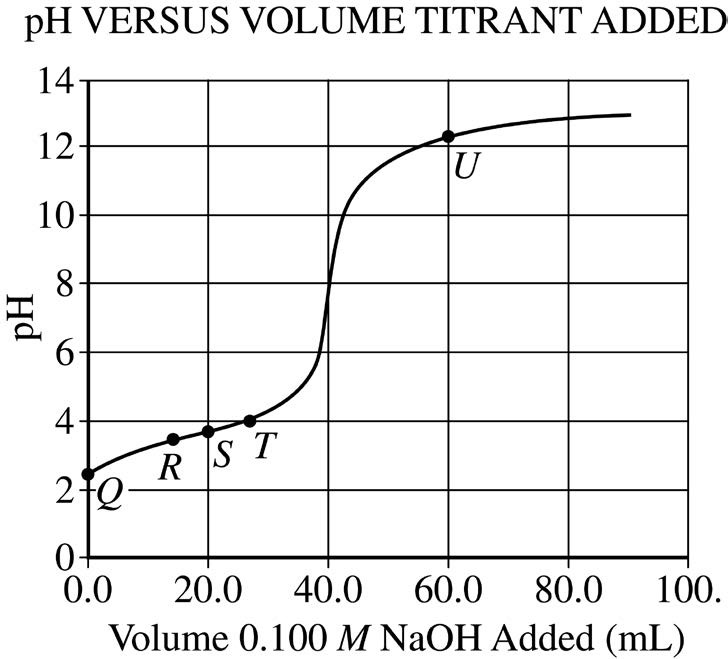 pH VERSUS VOLUME TITRANT ADDED
14
12
10
8
6
4
2
0
pH
Q
R
S
T
U
0.0 20.0 40.0 60.0 80.0 100.
Volume 0.100 M NaOH Added (mL)